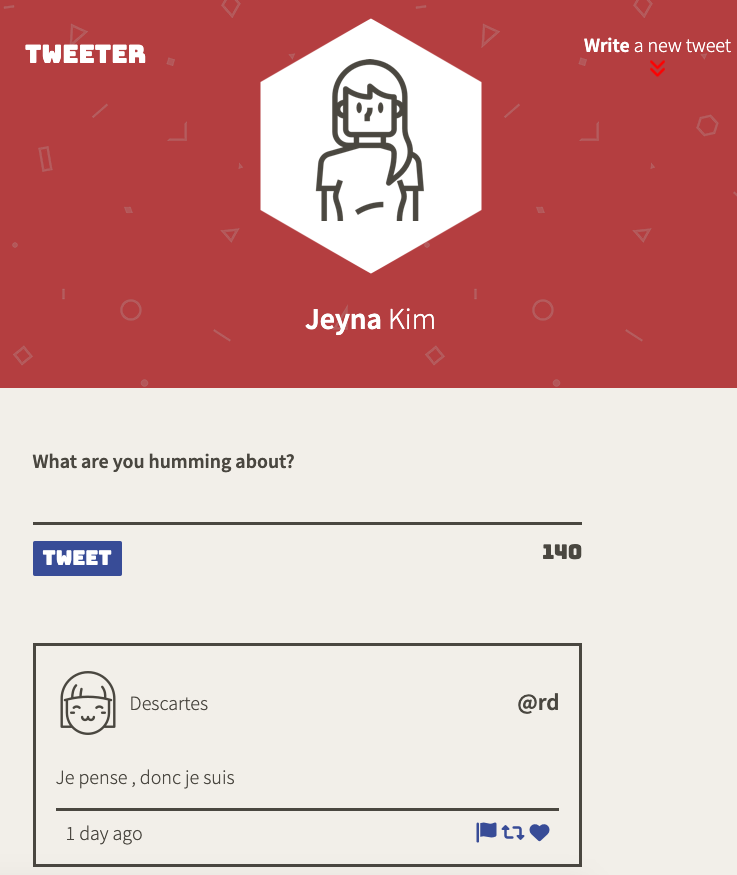 TWEETER
Write a new tweet
Jeyna Kim
What are you humming about?
TWEET
140
Descartes
@rd
Je pense , donc je suis
1 day ago